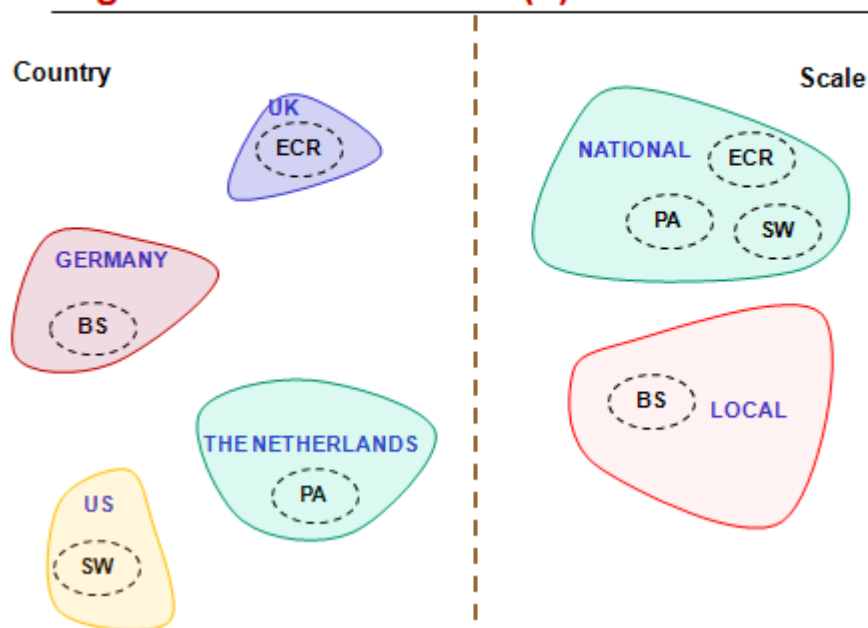 Country
UK
ECR
GERMANY
BS
THE NETHERLANDS
PA
US
SW
Scale
NATIONAL
ECR
PA
SW
BS
LOCAL